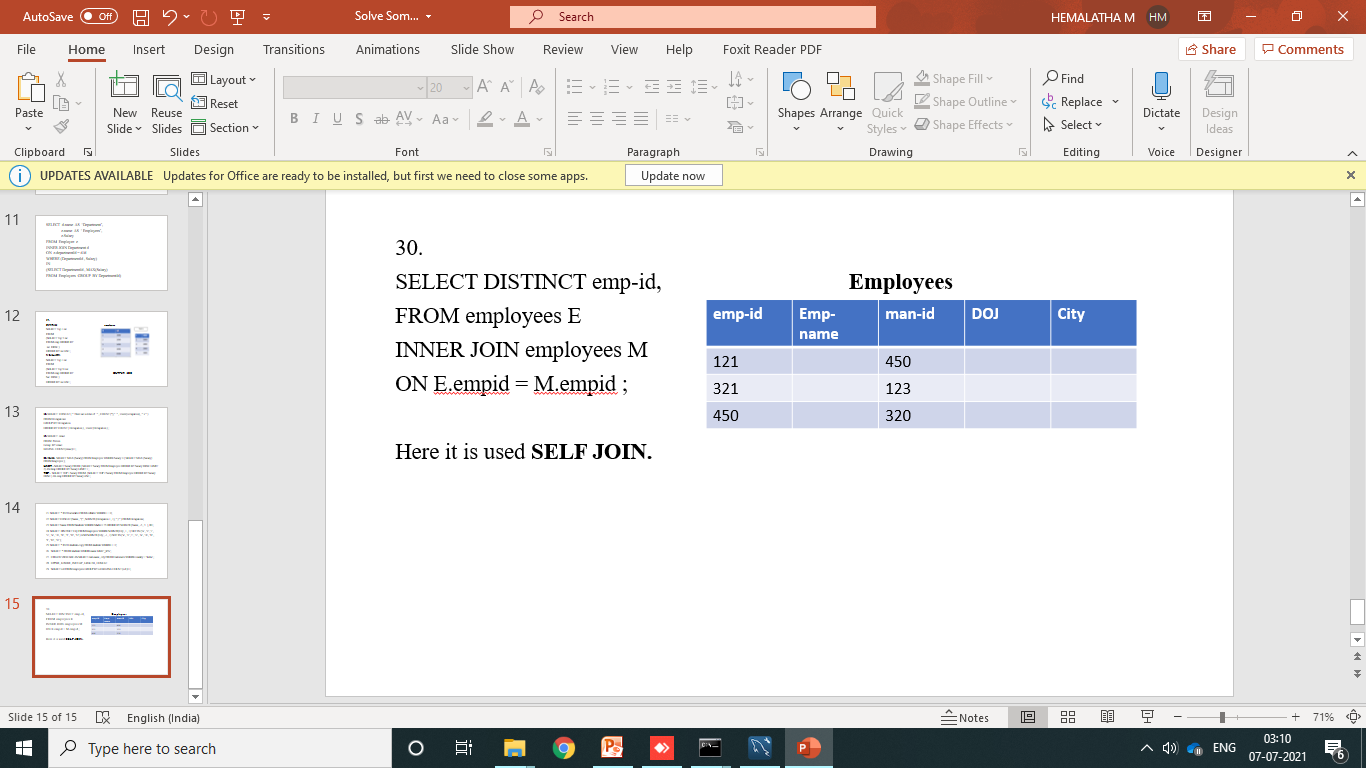 AutoSave Off Solve Som... Search HEMALATHA M HM
File Home Insert Design Transitions Animations Slide Show Review View Help Foxit Reader PDF Share Comments
Paste New Slide Reuse Slides Layout Reset Section 20 B I U S ab AV Aa A Shapes Arrange Quick Styles Shape Fill Shape Outline Shape Effects Find Replace Select Dictate Design Ideas
Clipboard Slides Font Paragraph Drawing Editing Voice Designer
UPDATES AVAILABLE Updates for Office are ready to be installed, but first we need to close some apps. Update now
11
12
13
14
15
30.
SELECT DISTINCT emp-id,
FROM employees E
INNER JOIN employees M
ON E.empid = M.empid ;
Here it is used SELF JOIN.
Employees
emp-id Emp-name man-id DOJ City
121 450
321 123
450 320
Slide 15 of 15 English (India) Notes 71%
Type here to search ENG 03:10
07-07-2021 6